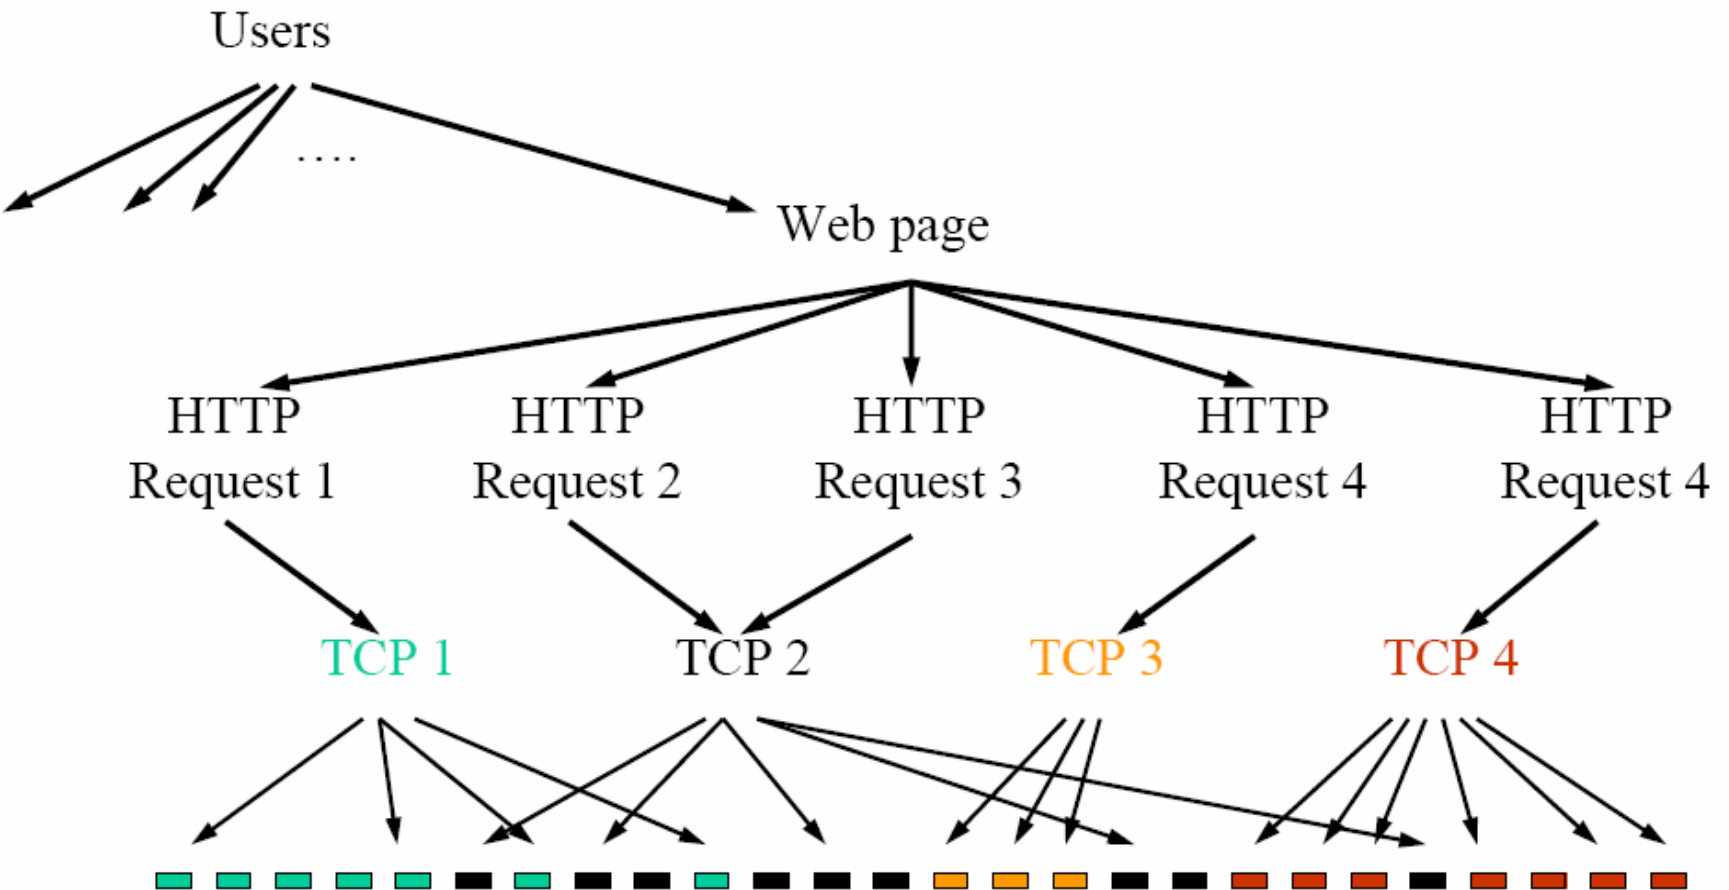 Users
....
Web page
HTTP HTTP HTTP HTTP HTTP
Request 1 Request 2 Request 3 Request 4 Request 4
TCP 1 TCP 2 TCP 3 TCP 4